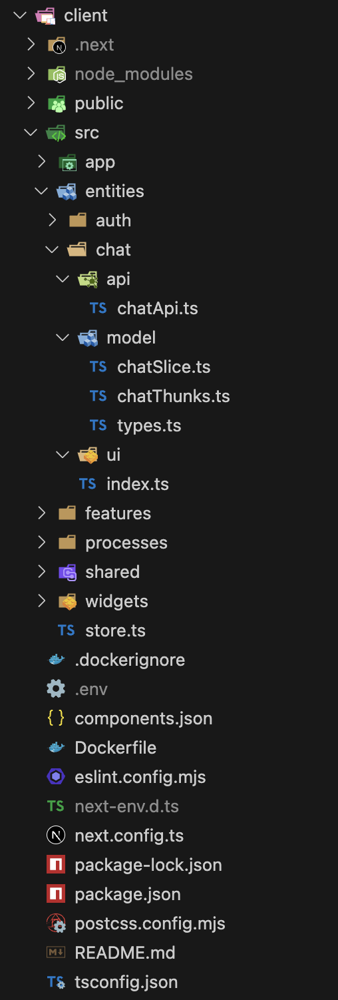 client
.next
node_modules
public
src
app
entities
auth
chat
api
TS chatApi.ts
model
TS chatSlice.ts
TS chatThunks.ts
TS types.ts
ui
TS index.ts
features
processes
shared
widgets
TS store.ts
.dockerignore
.env
{ } components.json
Dockerfile
eslint.config.mjs
TS next-env.d.ts
N next.config.ts
package-lock.json
package.json
postcss.config.mjs
M README.md
TS tsconfig.json